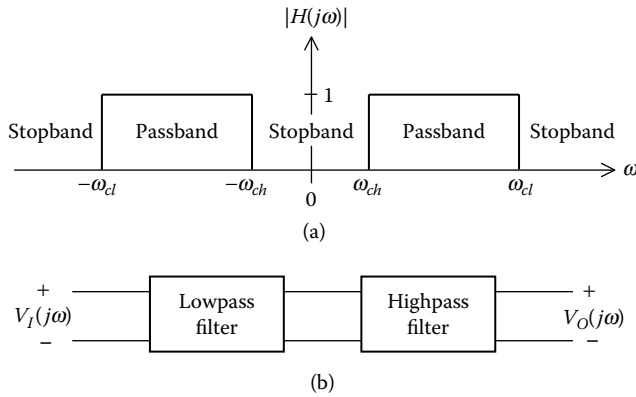 |H(jω)|
1
Stopband Passband Stopband Passband Stopband
−ω_cl −ω_ch 0 ω_ch ω_cl ω
(a)
+ Lowpass filter Highpass filter +
V_I(jω) V_O(jω)
− −
(b)